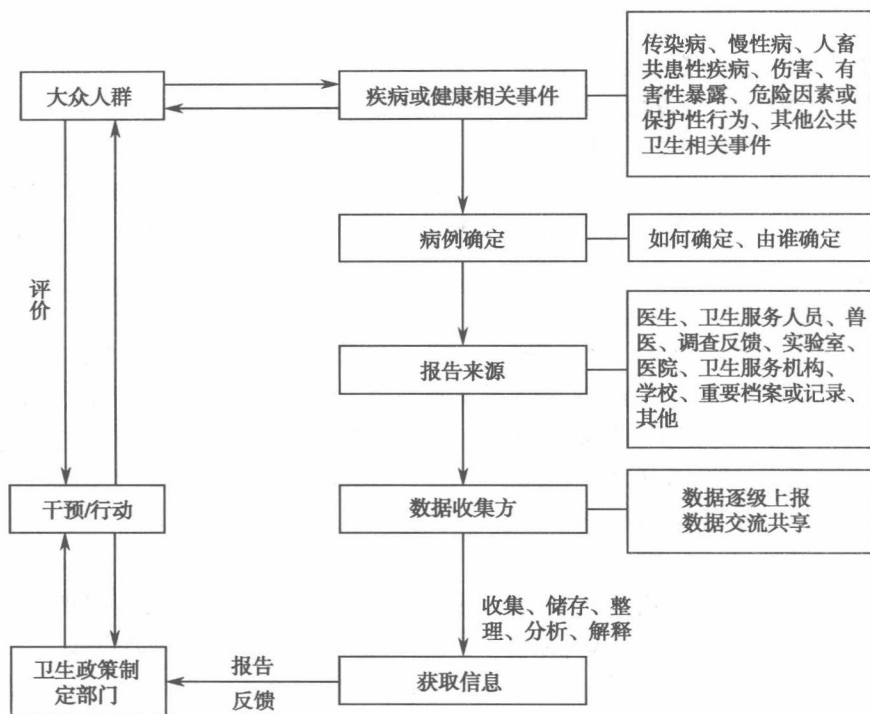 大众人群
疾病或健康相关事件
传染病、慢性病、人畜
共患性疾病、伤害、有
害性暴露、危险因素或
保护性行为、其他公共
卫生相关事件
病例确定
如何确定、由谁确定
评价
报告来源
医生、卫生服务人员、兽
医、调查反馈、实验室、
医院、卫生服务机构、
学校、重要档案或记录、
其他
干预/行动
数据收集方
数据逐级上报
数据交流共享
收集、储存、整
理、分析、解释
卫生政策制
定部门
报告
反馈
获取信息